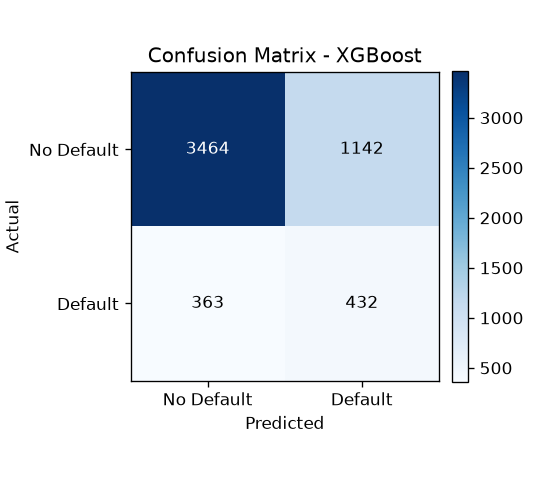 Confusion Matrix - XGBoost
Actual
No Default
Default
3464 1142
363 432
No Default Default
Predicted
3000
2500
2000
1500
1000
500